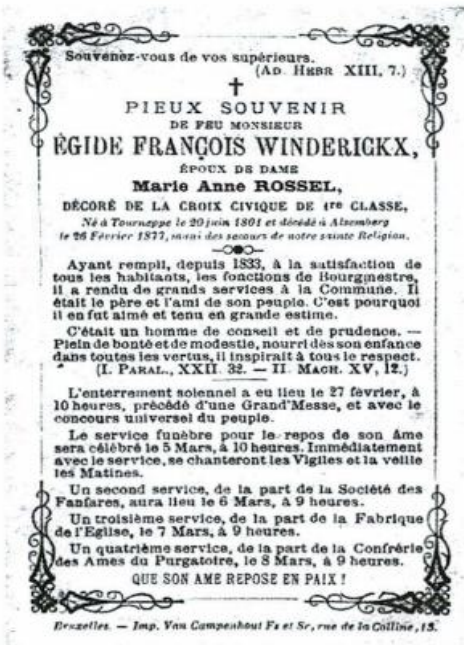 Souvenez-vous de vos supérieurs.
(AD HEBR XIII, 7.)
PIEUX SOUVENIR
DE FEU MONSIEUR
ÉGIDE FRANÇOIS WINDERICKX,
ÉPOUX DE DAME
Marie Anne ROSSEL,
DÉCORÉ DE LA CROIX CIVIQUE DE 1re CLASSE,
Né à Tourneppe le 20 juin 1801 et décédé à Alsemberg
le 26 Février 1877, muni des secours de notre sainte Religion.
Ayant rempli, depuis 1833, à la satisfaction de
tous les habitants, les fonctions de Bourgmestre,
il a rendu de grands services à la Commune. Il
était le père et l'ami de son peuple. C'est pourquoi
il en fut aimé et tenu en grande estime.
C'était un homme de conseil et de prudence. —
Plein de bonté et de modestie, nourri dès son enfance
dans toutes les vertus, il inspirait à tous le respect.
(I. PARAL., XXII. 32. — II. MACH. XV, 12.)
L'enterrement solennel a eu lieu le 27 février, à
10 heures, précédé d'une Grand'Messe, et avec le
concours universel du peuple.
Le service funèbre pour le repos de son âme
sera célébré le 5 Mars, à 10 heures. Immédiatement
avec le service, se chanteront les Vigiles et la veille
les Matines.
Un second service, de la part de la Société des
Fanfares, aura lieu le 6 Mars, à 9 heures.
Un troisième service, de la part de la Fabrique
de l'Eglise, le 7 Mars, à 9 heures.
Un quatrième service, de la part de la Confrérie
des Ames du Purgatoire, le 8 Mars, à 9 heures.
QUE SON AME REPOSE EN PAIX !
Bruxelles. — Imp. Van Campenhout Fs et Sr, rue de la Colline, 13.